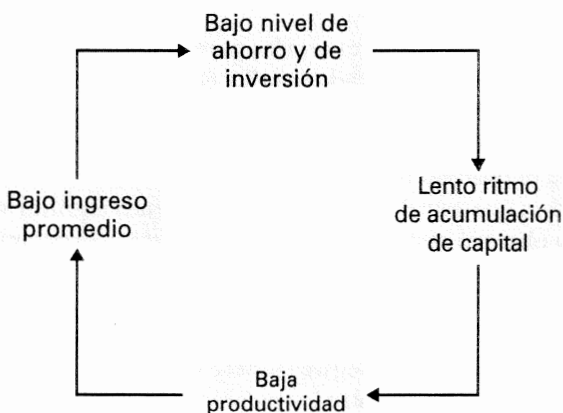 Bajo nivel de
ahorro y de
inversión
Lento ritmo
de acumulación
de capital
Bajo ingreso
promedio
Baja
productividad